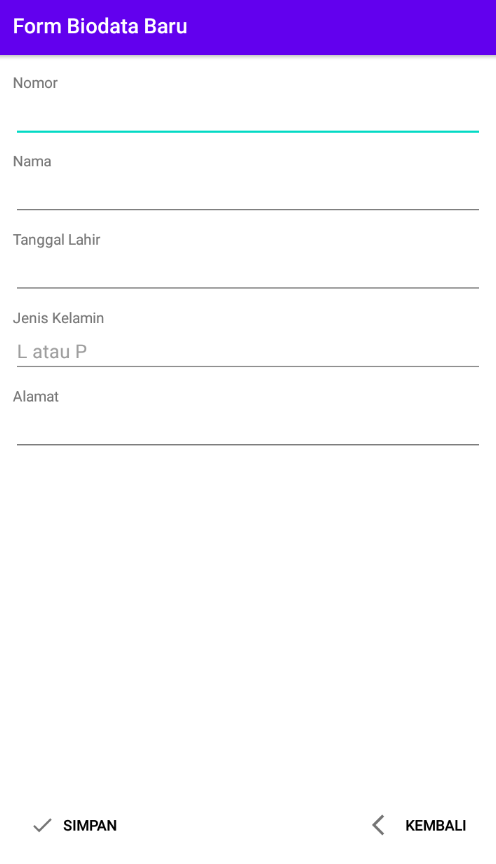 Form Biodata Baru
Nomor
Nama
Tanggal Lahir
Jenis Kelamin
L atau P
Alamat
SIMPAN
KEMBALI